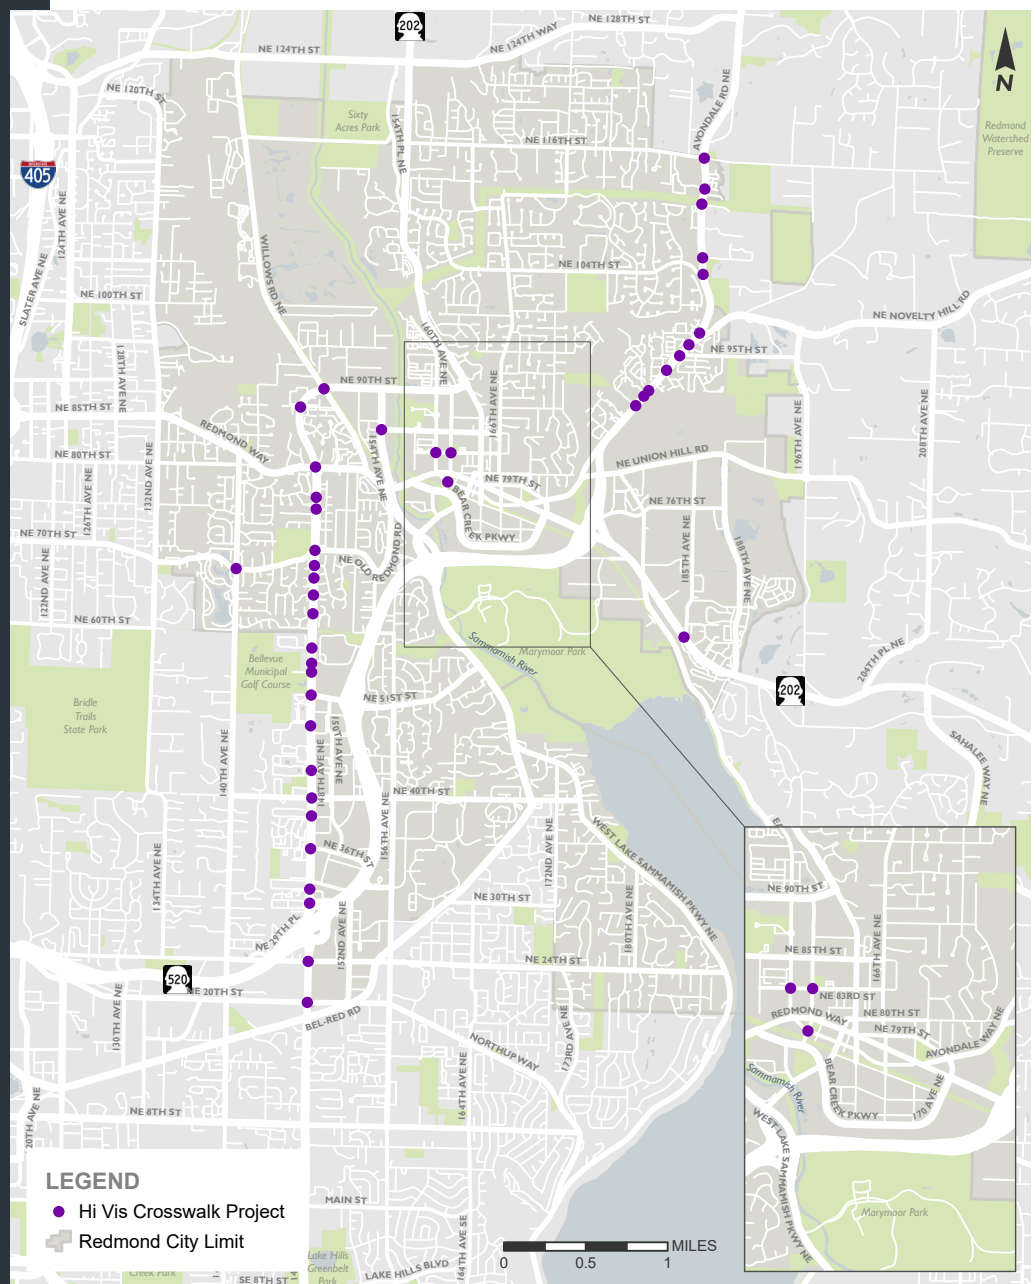 202
NE 128TH ST
NE 124TH WAY
NE 124TH ST
N
NE 120TH ST
AVONDALE RD NE
Sixty
Acres Park
154TH PL NE
Redmond
Watershed
Preserve
NE 116TH ST
INTERSTATE
405
124TH AVE NE
WILLOWS RD NE
SLATER AVE NE
NE 104TH ST
NE 100TH ST
NE NOVELTY HILL RD
160TH AVE NE
128TH AVE NE
NE 95TH ST
NE 90TH ST
166TH AVE NE
NE 85TH ST
196TH AVE NE
208TH AVE NE
REDMOND WAY
132ND AVE NE
154TH AVE NE
NE 80TH ST
NE UNION HILL RD
126TH AVE NE
NE 79TH ST
BEAR CREEK PKWY
NE 76TH ST
NE 70TH ST
NE OLD REDMOND RD
185TH AVE NE
188TH AVE NE
122ND AVE NE
NE 60TH ST
Sammamish River
Marymoor Park
204TH PL NE
Bellevue
Municipal
Golf Course
202
NE 51ST ST
Bridle
Trails
State Park
150TH AVE NE
140TH AVE NE
148TH AVE NE
SAHALEE WAY NE
NE 40TH ST
156TH AVE NE
WEST LAKE SAMMAMISH PKWY NE
172ND AVE NE
134TH AVE NE
NE 36TH ST
180TH AVE NE
NE 30TH ST
NE 29TH PL
152ND AVE NE
NE 24TH ST
520
NE 20TH ST
130TH AVE NE
BEL-RED RD
173RD AVE NE
NORTHUP WAY
164TH AVE NE
NE 8TH ST
20TH AVE NE
MAIN ST
164TH AVE SE
Lake Hills
Greenbelt
Park
LAKE HILLS BLVD
SE 8TH ST
Creek Park
NE 90TH ST
166TH AVE NE
NE 85TH ST
NE 83RD ST
REDMOND WAY
NE 80TH ST
NE 79TH ST
AVONDALE WAY NE
Sammamish River
BEAR CREEK PKWY
170 AVE NE
WEST LAKE SAMMAMISH PKWY NE
Marymoor Park
LEGEND
Hi Vis Crosswalk Project
Redmond City Limit
0 0.5 1 MILES